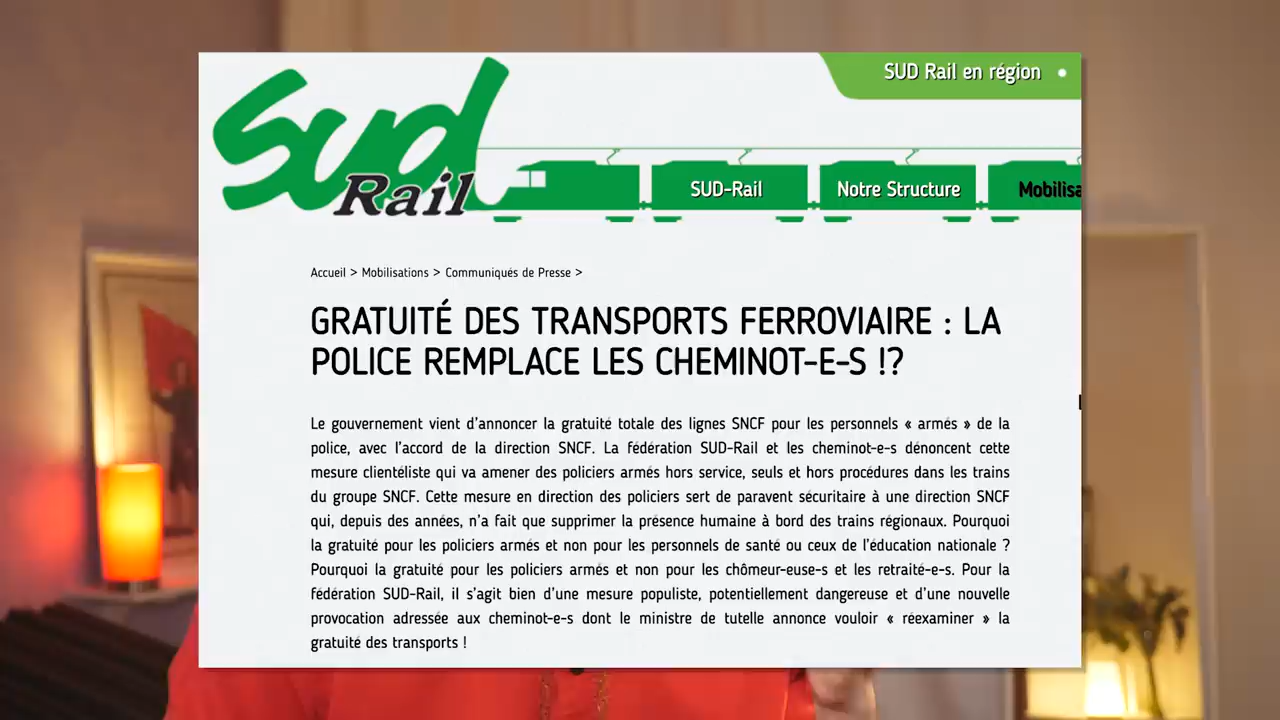 Sud
Rail
SUD Rail en région
SUD-Rail
Notre Structure
Mobilisa
Accueil > Mobilisations > Communiqués de Presse >
GRATUITÉ DES TRANSPORTS FERROVIAIRE : LA
POLICE REMPLACE LES CHEMINOT-E-S !?
Le gouvernement vient d'annoncer la gratuité totale des lignes SNCF pour les personnels « armés » de la
police, avec l'accord de la direction SNCF. La fédération SUD-Rail et les cheminot-e-s dénoncent cette
mesure clientéliste qui va amener des policiers armés hors service, seuls et hors procédures dans les trains
du groupe SNCF. Cette mesure en direction des policiers sert de paravent sécuritaire à une direction SNCF
qui, depuis des années, n'a fait que supprimer la présence humaine à bord des trains régionaux. Pourquoi
la gratuité pour les policiers armés et non pour les personnels de santé ou ceux de l'éducation nationale ?
Pourquoi la gratuité pour les policiers armés et non pour les chômeur-euse-s et les retraité-e-s. Pour la
fédération SUD-Rail, il s'agit bien d'une mesure populiste, potentiellement dangereuse et d'une nouvelle
provocation adressée aux cheminot-e-s dont le ministre de tutelle annonce vouloir « réexaminer » la
gratuité des transports !